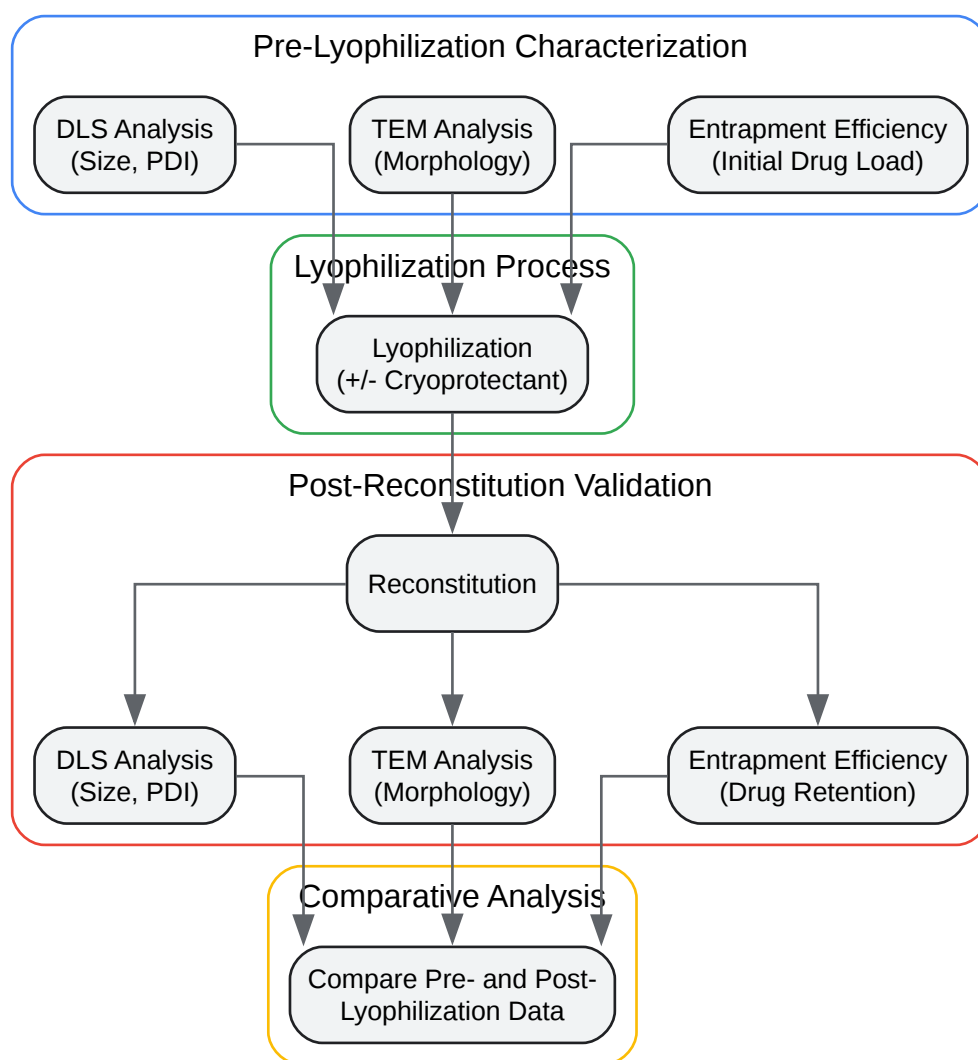 Pre-Lyophilization Characterization
DLS Analysis
(Size, PDI)
TEM Analysis
(Morphology)
Entrapment Efficiency
(Initial Drug Load)
Lyophilization Process
Lyophilization
(+/- Cryoprotectant)
Post-Reconstitution Validation
Reconstitution
DLS Analysis
(Size, PDI)
TEM Analysis
(Morphology)
Entrapment Efficiency
(Drug Retention)
Comparative Analysis
Compare Pre- and Post-
Lyophilization Data